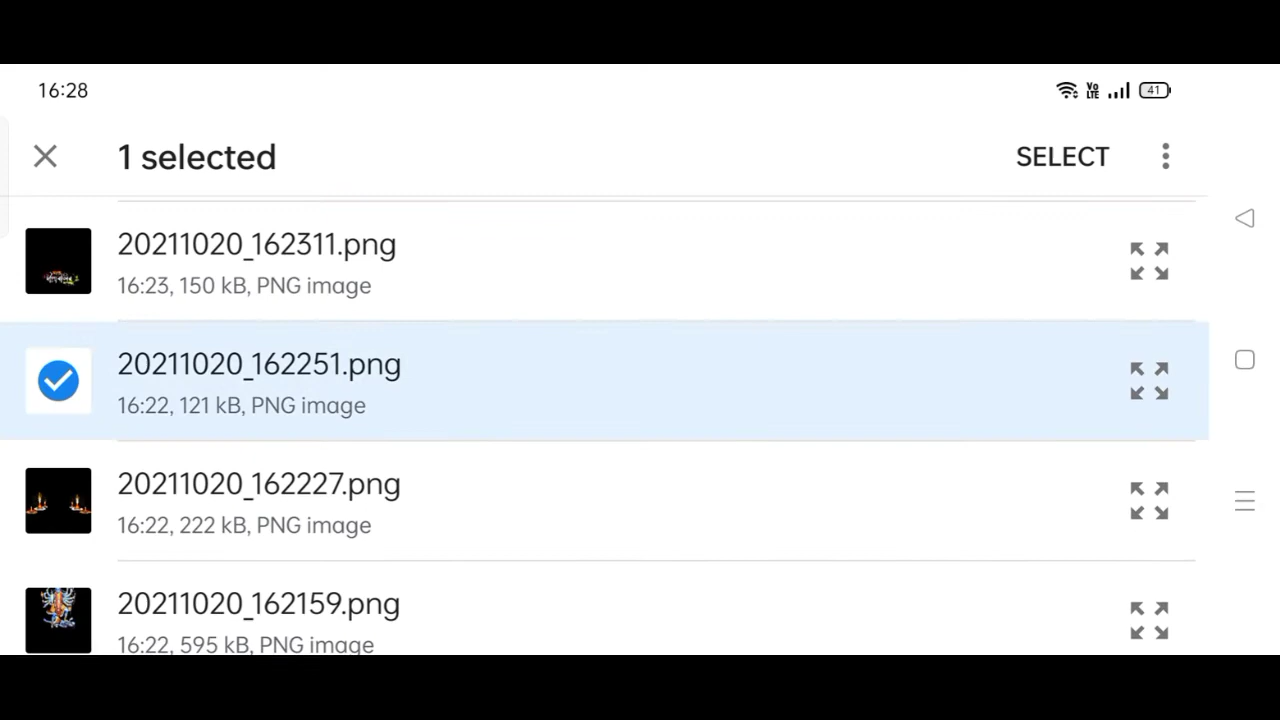 16:28
Vo LTE
41
1 selected
SELECT
20211020_162311.png
16:23, 150 kB, PNG image
20211020_162251.png
16:22, 121 kB, PNG image
20211020_162227.png
16:22, 222 kB, PNG image
20211020_162159.png
16:22, 595 kB, PNG image